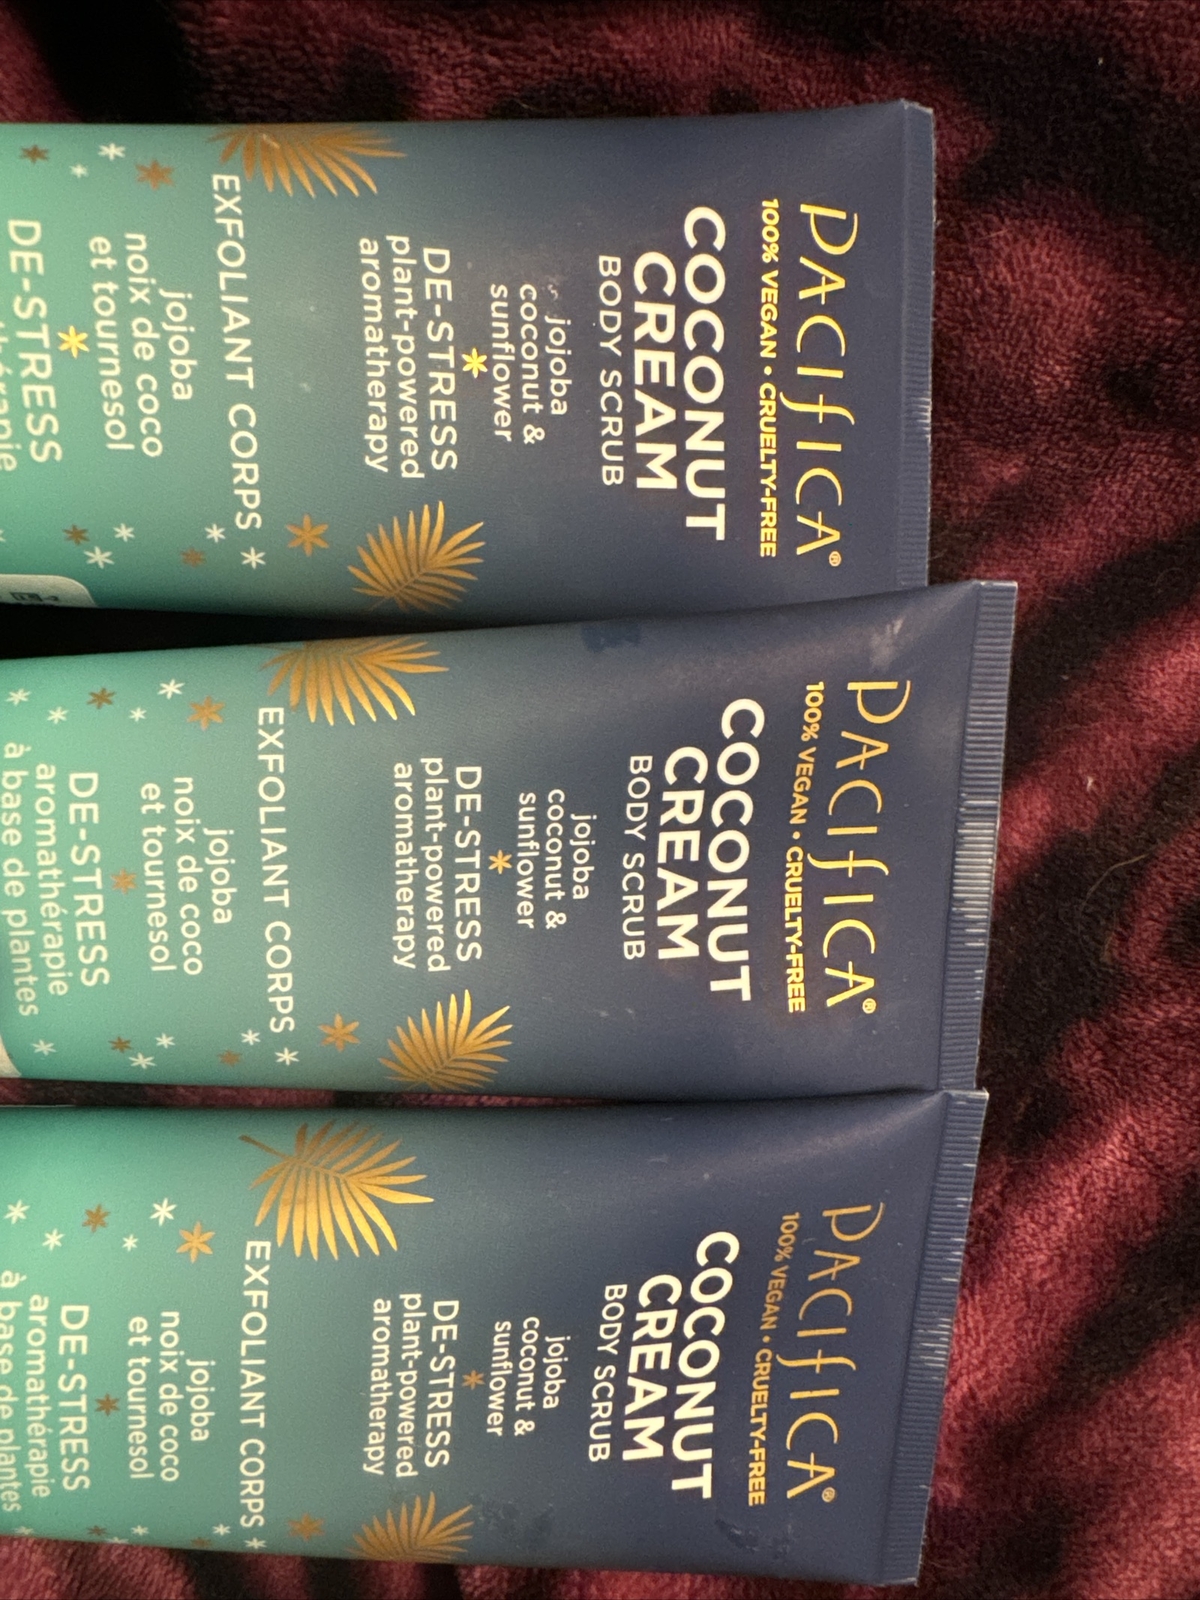 PACIFICA®
100% VEGAN • CRUELTY-FREE
COCONUT
CREAM
BODY SCRUB
jojoba
coconut &
sunflower
DE-STRESS
plant-powered
aromatherapy
EXFOLIANT CORPS
jojoba
noix de coco
et tournesol
DE-STRESS
PACIFICA®
100% VEGAN • CRUELTY-FREE
COCONUT
CREAM
BODY SCRUB
jojoba
coconut &
sunflower
DE-STRESS
plant-powered
aromatherapy
EXFOLIANT CORPS
jojoba
noix de coco
et tournesol
DE-STRESS
aromathérapie
à base de plantes
PACIFICA®
100% VEGAN • CRUELTY-FREE
COCONUT
CREAM
BODY SCRUB
jojoba
coconut &
sunflower
DE-STRESS
plant-powered
aromatherapy
EXFOLIANT CORPS
jojoba
noix de coco
et tournesol
DE-STRESS
aromathérapie
à base de plantes